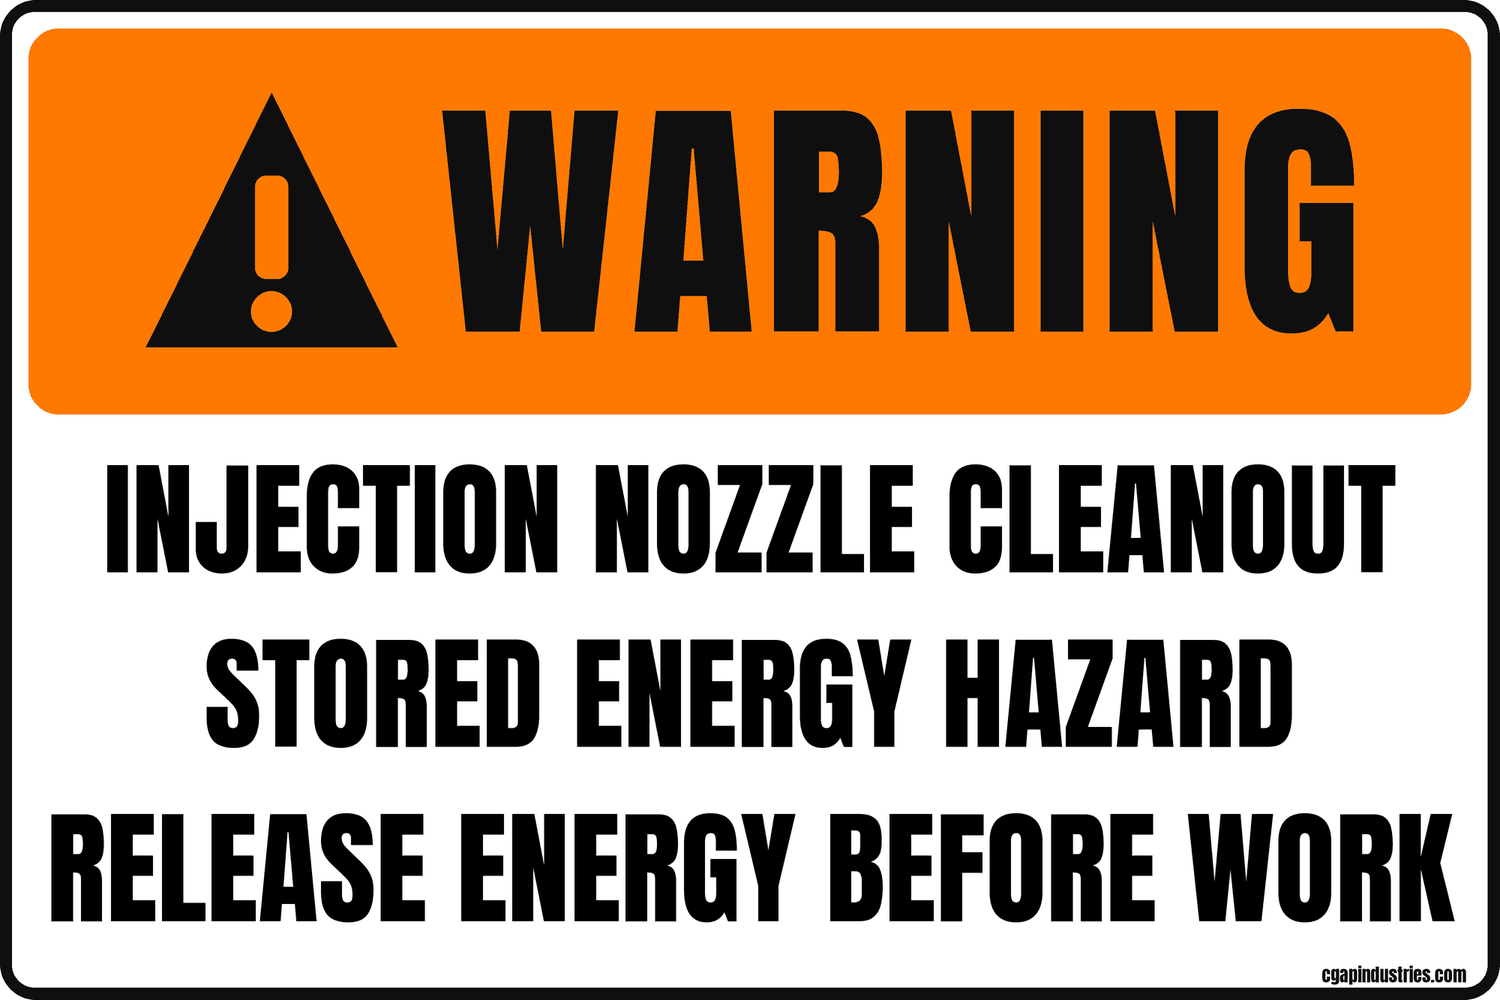 WARNING
INJECTION NOZZLE CLEANOUT
STORED ENERGY HAZARD
RELEASE ENERGY BEFORE WORK
cgapindustries.com